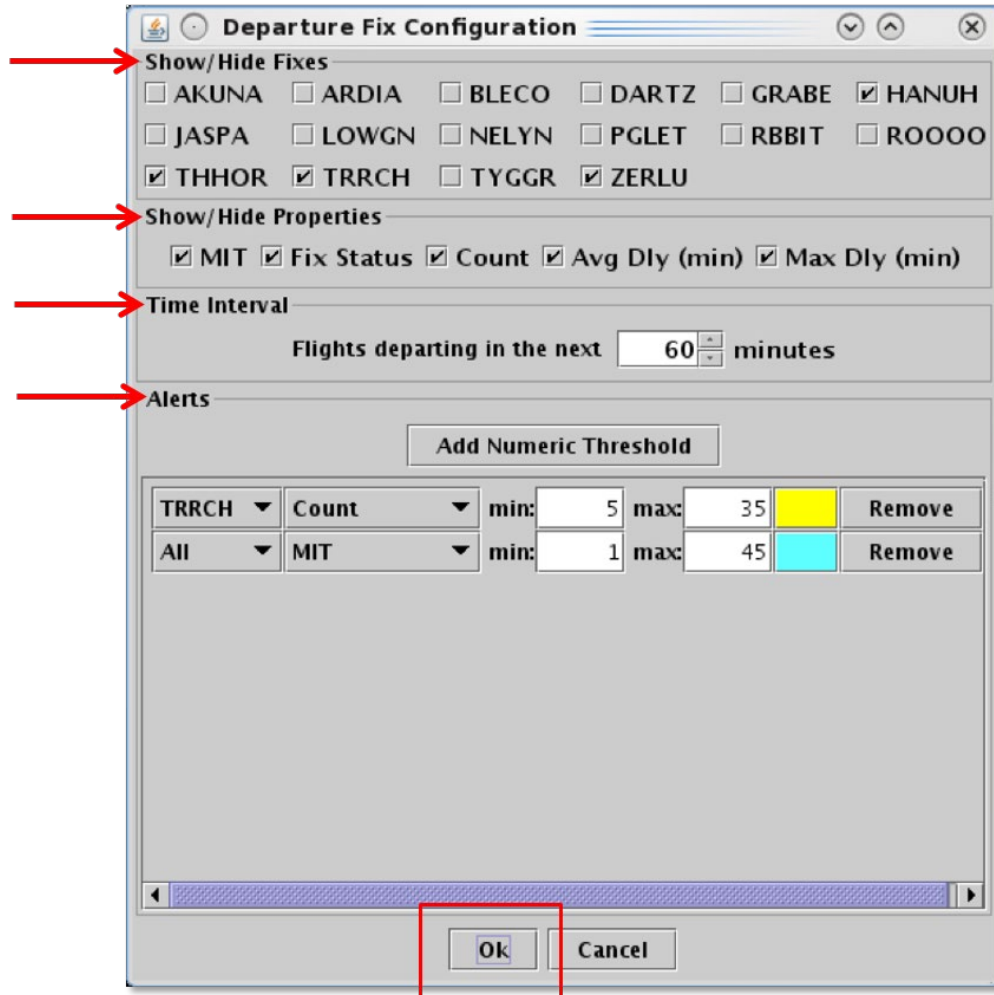 Departure Fix Configuration
Show/Hide Fixes
AKUNA ARDIA BLECO DARTZ GRABE HANUH
JASPA LOWGN NELYN PGLET RBBIT ROOOO
THHOR TRRCH TYGGR ZERLU
Show/Hide Properties
MIT Fix Status Count Avg Dly (min) Max Dly (min)
Time Interval
Flights departing in the next 60 minutes
Alerts
Add Numeric Threshold
TRRCH Count min: 5 max: 35 Remove
All MIT min: 1 max: 45 Remove
Ok Cancel